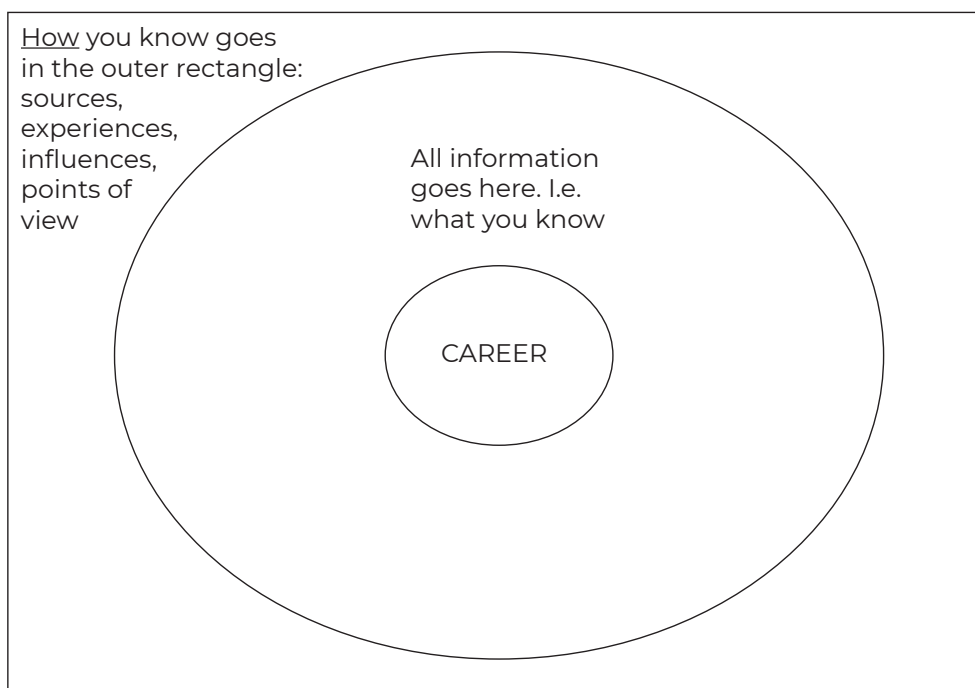 How you know goes
in the outer rectangle:
sources,
experiences,
influences,
points of
view
All information
goes here. I.e.
what you know
CAREER